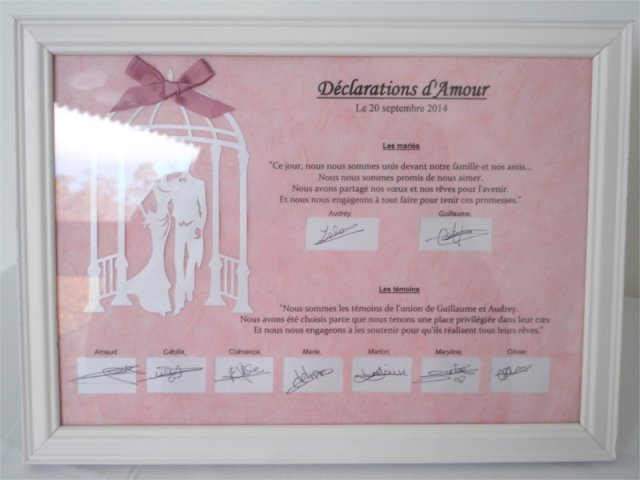 Déclarations d'Amour
Le 20 septembre 2014
Les mariés
"Ce jour, nous nous sommes unis devant notre famille et nos amis...
Nous nous sommes promis de nous aimer.
Nous avons partagé nos vœux et nos rêves pour l'avenir.
Et nous nous engageons à tout faire pour tenir ces promesses."
Audrey, Guillaume,
Les témoins
"Nous sommes les témoins de l'union de Guillaume et Audrey.
Nous avons été choisis parce que nous tenons une place privilégiée dans leur cœu
Et nous nous engageons à les soutenir pour qu'ils réalisent tous leurs rêves."
Arnaud, Cécilia, Clémence, Marie, Marion, Maryline, Olivier,